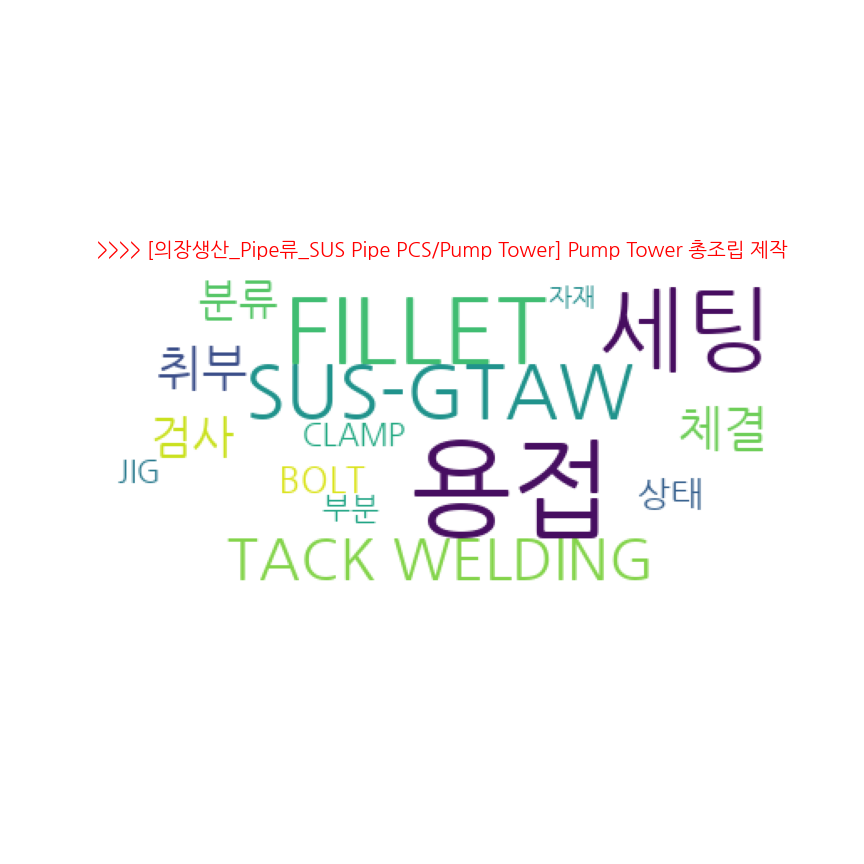 >>>> [의장생산_Pipe류_SUS Pipe PCS/Pump Tower] Pump Tower 총조립 제작
분류
FILLET
자재
세팅
취부
SUS-GTAW
검사
CLAMP
체결
JIG
BOLT
용접
상태
부분
TACK WELDING